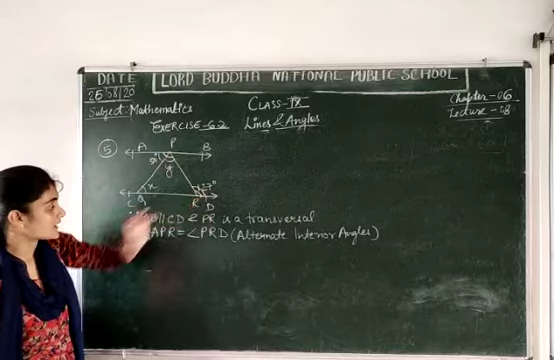 DATE
25/08/20
LORD BUDDHA NATIONAL PUBLIC SCHOOL
Subject: Mathematics
CLASS-IX
Chapter-06
EXERCISE-6.2
Lines & Angles
Lecture-08
5
A P B
y
x
C Q R D
AB||CD & PR is a transversal
APR=∠PRD (Alternate Interior Angles)